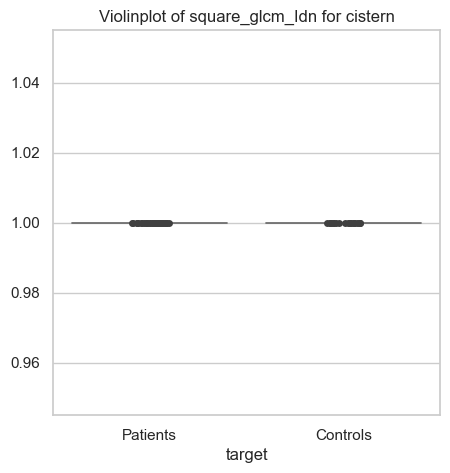 Violinplot of square_glcm_Idn for cistern
1.04
1.02
1.00
0.98
0.96
Patients
Controls
target